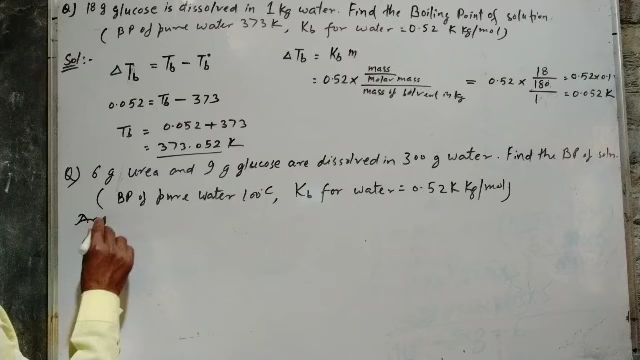 Q) 18 g glucose is dissolved in 1 kg water. Find the Boiling Point of solution.
( BP of pure water 373 K, Kb for water = 0.52 K kg/mol)
Sol:-
ΔTb = Tb - Tb°
0.052 = Tb - 373
Tb = 0.052 + 373
= 373.052 K
ΔTb = Kb m
= 0.52 × mass / Molar mass / mass of solvent in kg = 0.52 × 18 / 180 / 1 = 0.52×0.1
= 0.052 K
Q) 6 g urea and 9 g glucose are dissolved in 300 g water. Find the BP of soln.
( BP of pure water 100°C, Kb for water = 0.52 K kg/mol)